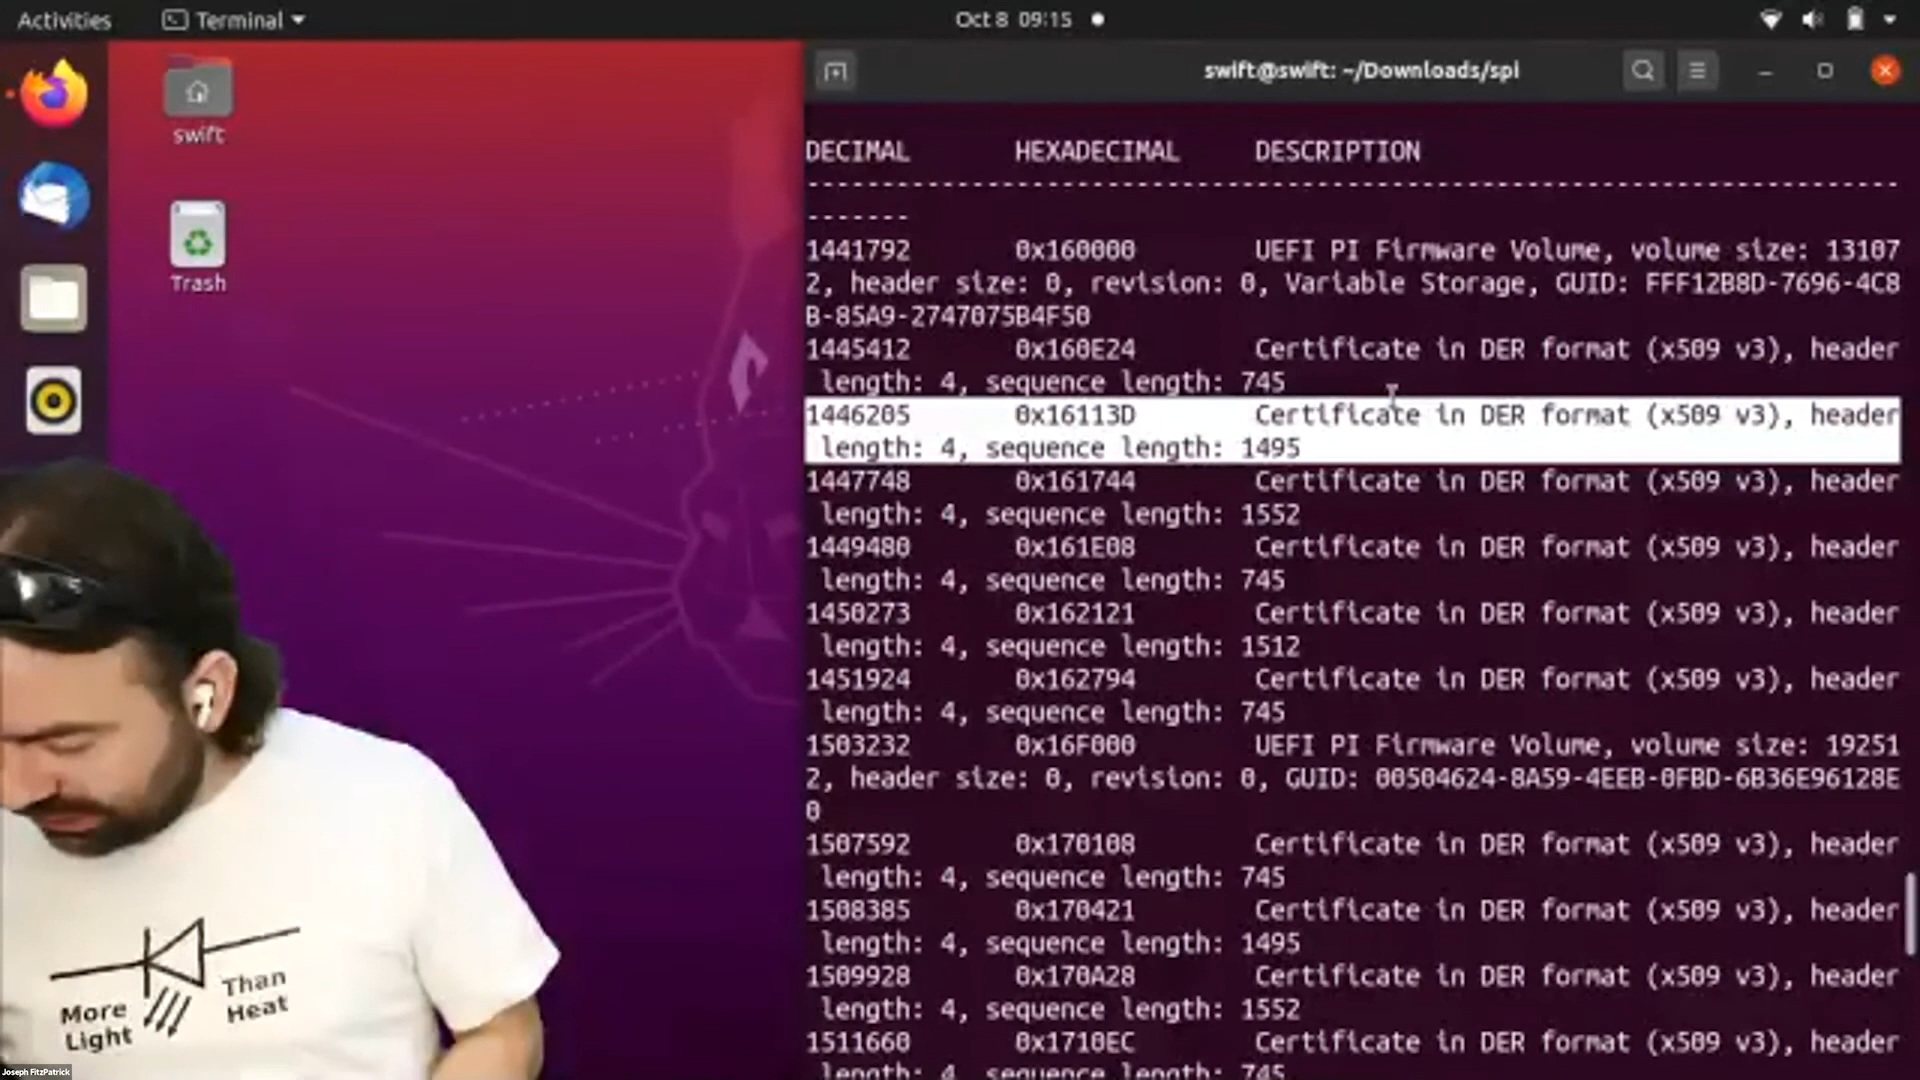 Activities
Terminal
Oct 8 09:15
swift@swift: ~/Downloads/spi
swift
Trash
DECIMAL HEXADECIMAL DESCRIPTION
--------------------------------------------------------------------------------
-------
1441792 0x160000 UEFI PI Firmware Volume, volume size: 13107
2, header size: 0, revision: 0, Variable Storage, GUID: FFF12B8D-7696-4C8
B-85A9-2747075B4F50
1445412 0x160E24 Certificate in DER format (x509 v3), header
length: 4, sequence length: 745
1446205 0x16113D Certificate in DER format (x509 v3), header
length: 4, sequence length: 1495
1447748 0x161744 Certificate in DER format (x509 v3), header
length: 4, sequence length: 1552
1449480 0x161E08 Certificate in DER format (x509 v3), header
length: 4, sequence length: 745
1450273 0x162121 Certificate in DER format (x509 v3), header
length: 4, sequence length: 1512
1451924 0x162794 Certificate in DER format (x509 v3), header
length: 4, sequence length: 745
1503232 0x16F000 UEFI PI Firmware Volume, volume size: 19251
2, header size: 0, revision: 0, GUID: 00504624-8A59-4EEB-0FBD-6B36E96128E
0
1507592 0x170108 Certificate in DER format (x509 v3), header
length: 4, sequence length: 745
1508385 0x170421 Certificate in DER format (x509 v3), header
length: 4, sequence length: 1495
1509928 0x170A28 Certificate in DER format (x509 v3), header
length: 4, sequence length: 1552
1511660 0x1710EC Certificate in DER format (x509 v3), header
length: 4, sequence length: 745
More
Light
Than
Heat
Joseph FitzPatrick